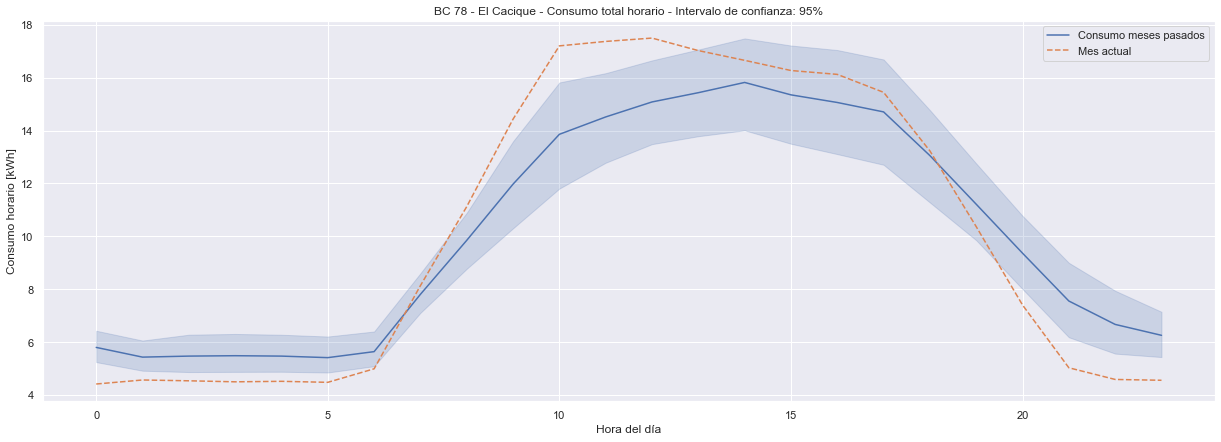 BC 78 - El Cacique - Consumo total horario - Intervalo de confianza: 95%
Consumo meses pasados
Mes actual
Consumo horario [kWh]
18
16
14
12
10
8
6
4
0
5
10
15
20
Hora del día